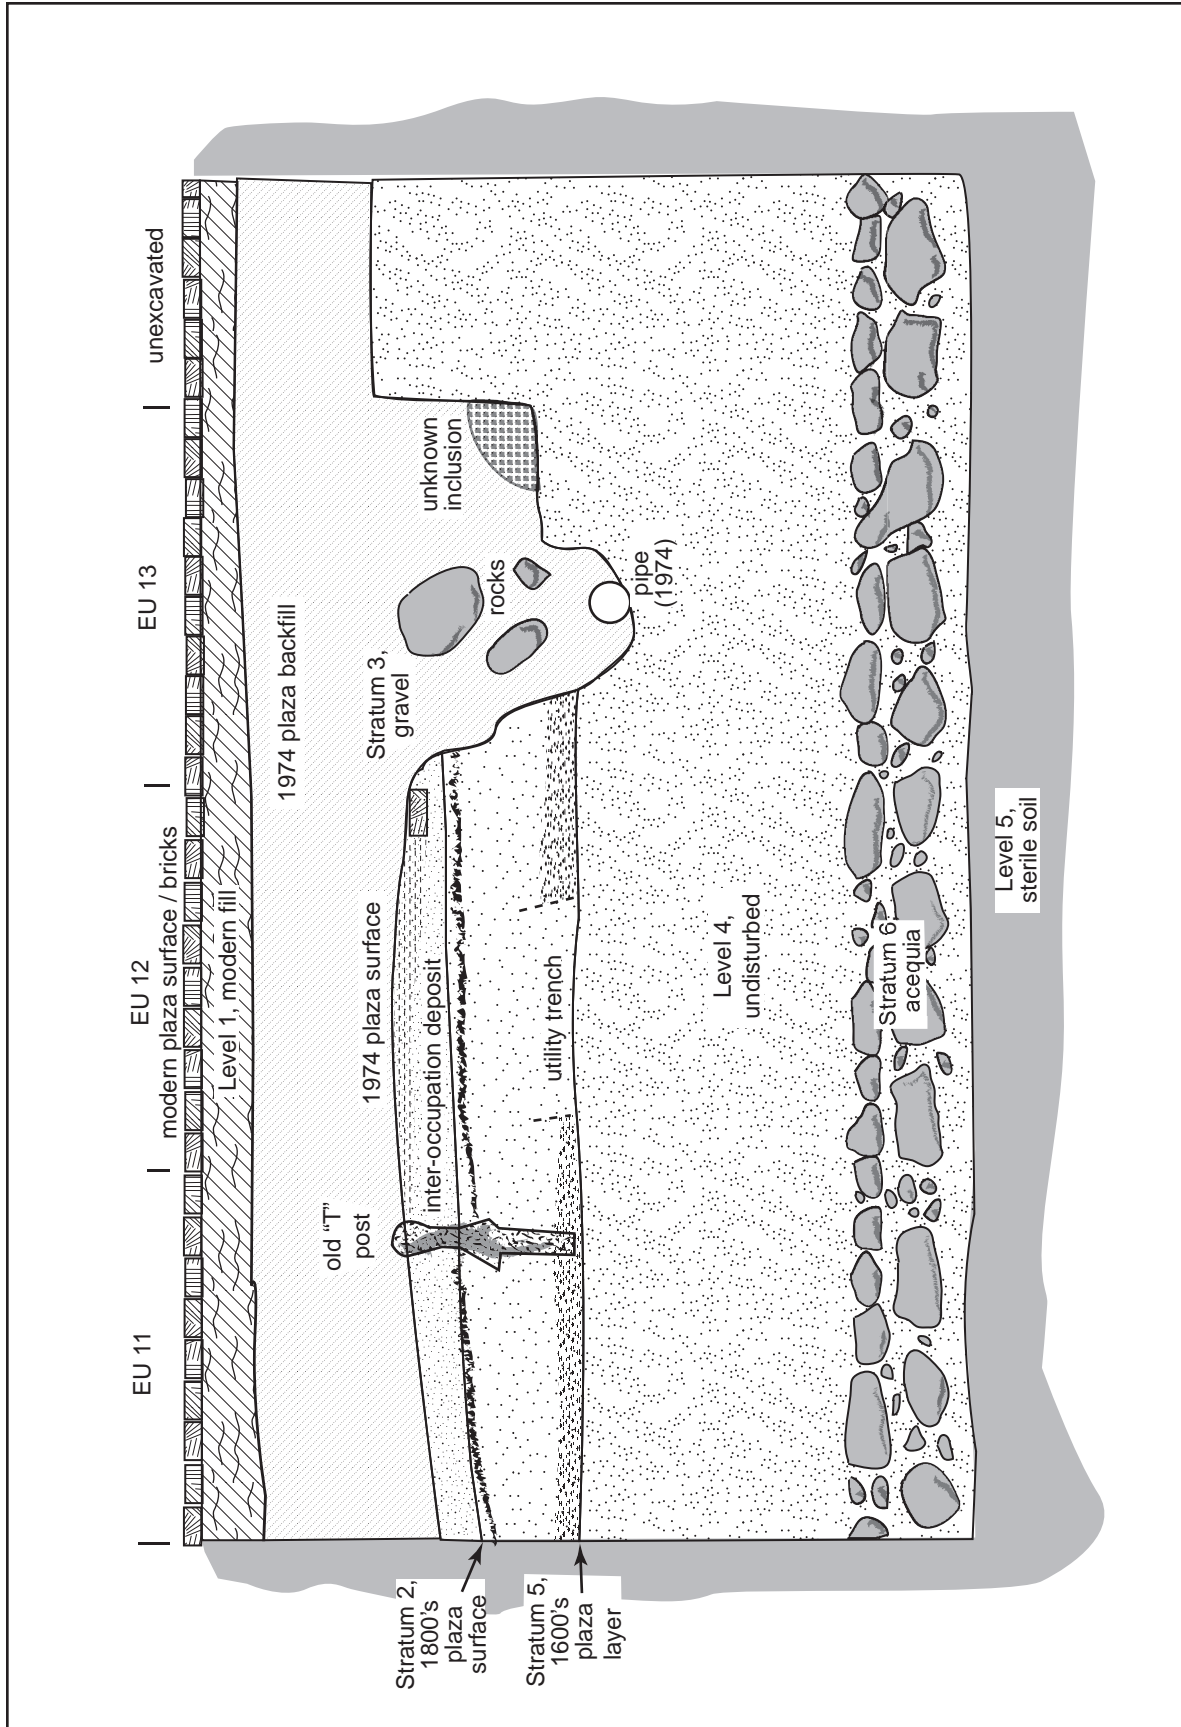 EU 11
EU 12
EU 13
unexcavated
modern plaza surface / bricks
Level 1, modern fill
1974 plaza backfill
old “T”
post
1974 plaza surface
Stratum 3,
gravel
rocks
unknown
inclusion
inter-occupation deposit
Stratum 2,
1800’s
plaza
surface
utility trench
pipe
(1974)
Stratum 5,
1600’s
plaza
layer
Level 4,
undisturbed
Stratum 6
acequia
Level 5,
sterile soil